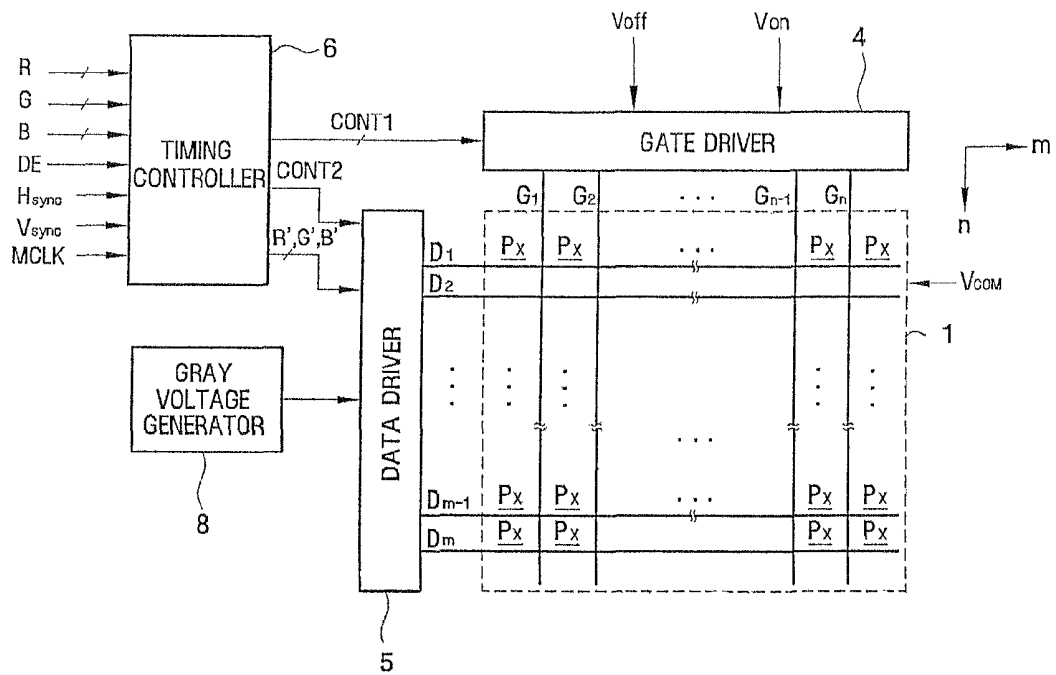 Voff Von
6
4
R
G
B
DE
Hsync
Vsync
MCLK
TIMING
CONTROLLER
CONT1
CONT2
R',G',B'
GATE DRIVER
m
n
G1 G2 ... Gn-1 Gn
D1 Px Px ... Px Px
D2
VCOM
1
GRAY
VOLTAGE
GENERATOR
8
DATA DRIVER
...
Dm-1 Px Px ... Px Px
Dm Px Px Px Px
5